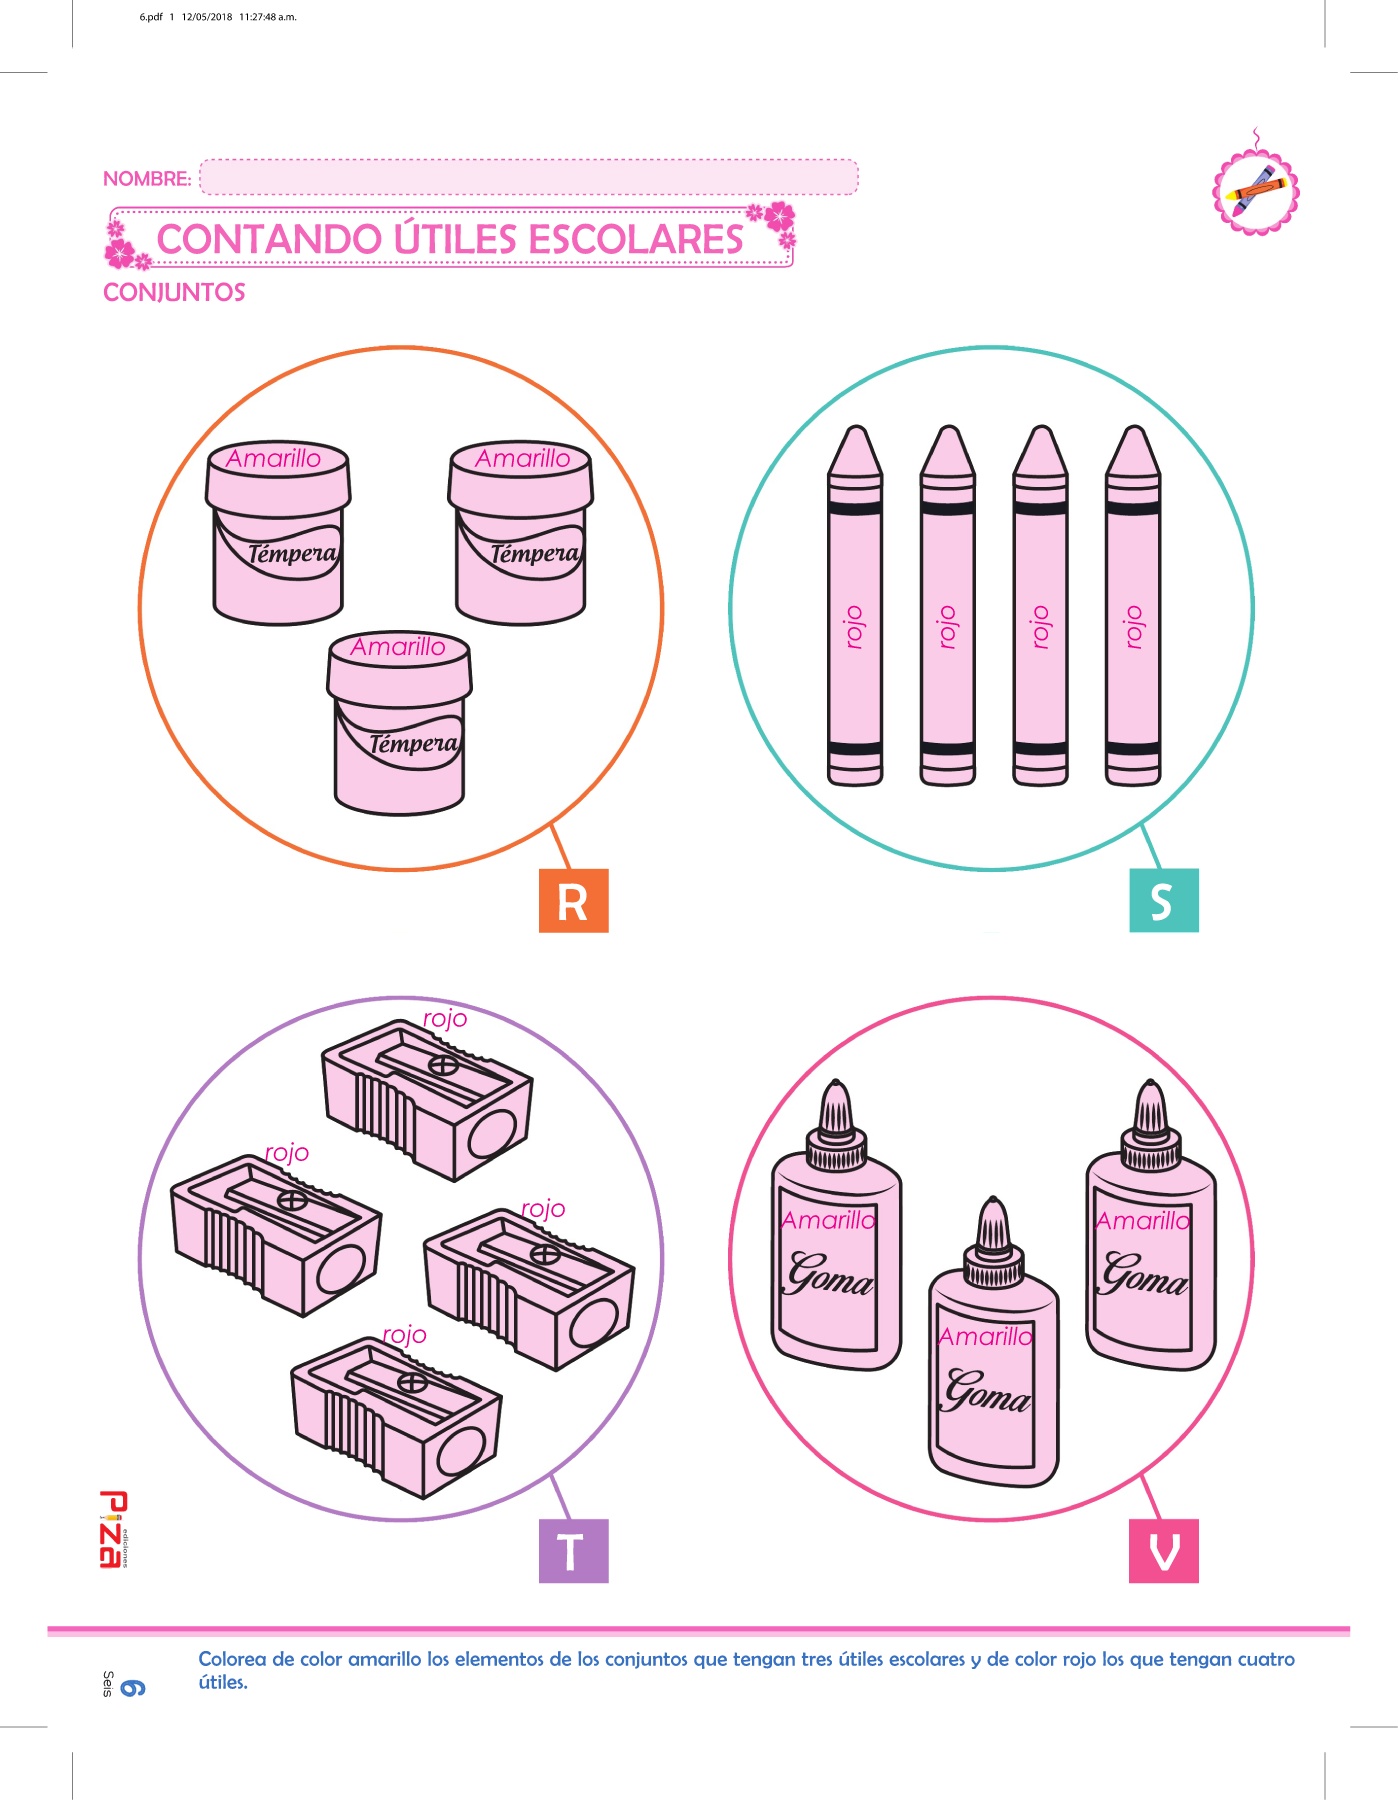 6.pdf 1 12/05/2018 11:27:48 a.m.
NOMBRE:
CONTANDO ÚTILES ESCOLARES
CONJUNTOS
Amarillo
Amarillo
Témpera
Témpera
Amarillo
Témpera
R
rojo
rojo
rojo
rojo
S
rojo
rojo
rojo
rojo
T
Amarillo
Goma
Amarillo
Goma
Amarillo
Goma
V
Piza
ediciones
Colorea de color amarillo los elementos de los conjuntos que tengan tres útiles escolares y de color rojo los que tengan cuatro
útiles.
6
Seis